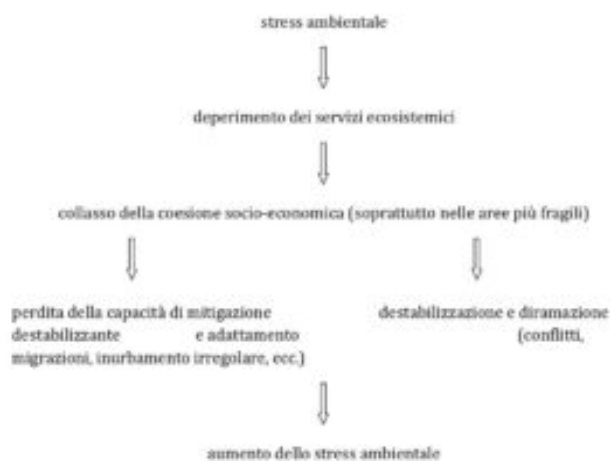 stress ambientale
deperimento dei servizi ecosistemici
collasso della coesione socio-economica (soprattutto nelle aree più fragili)
perdita della capacità di mitigazione destabilizzazione e diramazione
destabilizzante e adattamento (conflitti,
migrazioni, inurbamento irregolare, ecc.)
aumento dello stress ambientale